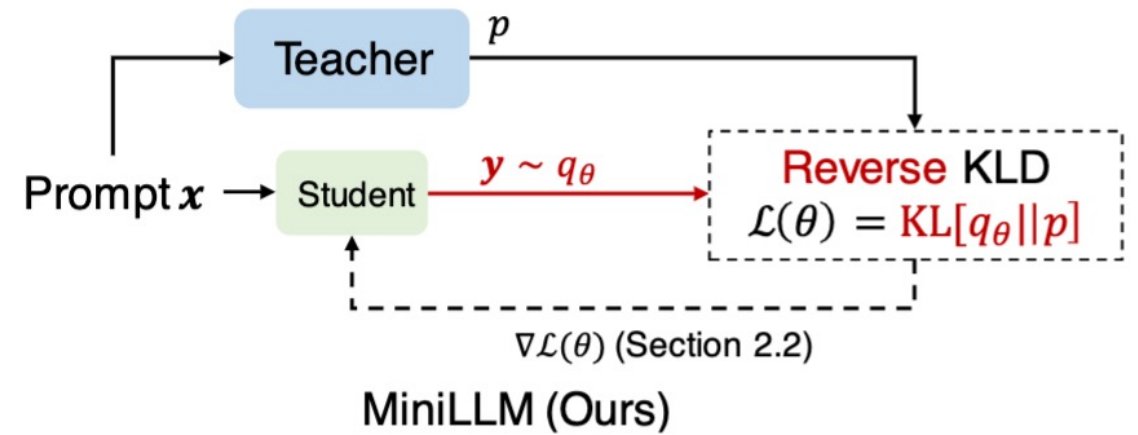 Teacher
p
Prompt x
Student
y ~ qθ
Reverse KLD
ℒ(θ) = KL[qθ||p]
∇ℒ(θ) (Section 2.2)
MiniLLM (Ours)